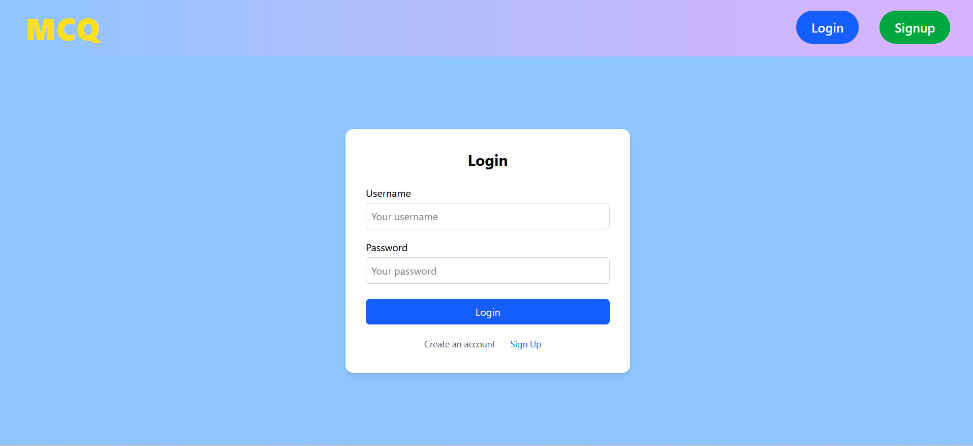 MCQ
Login
Signup
Login
Username
Your username
Password
Your password
Login
Create an account Sign Up